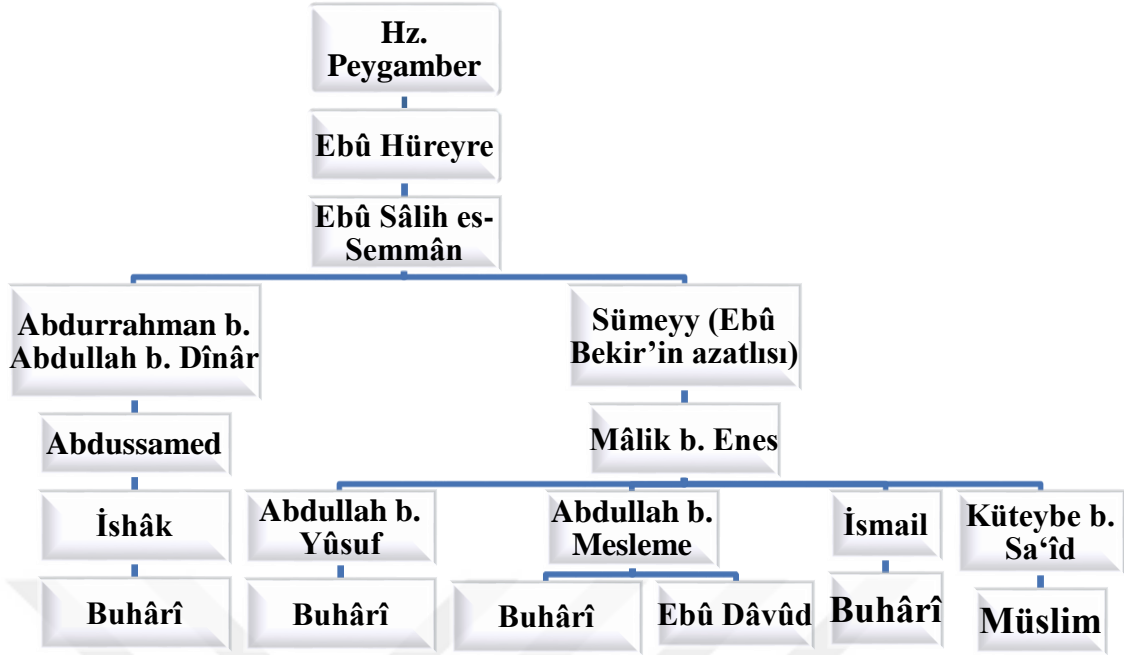 Hz.
Peygamber
Ebû Hüreyre
Ebû Sâlih es-
Semmân
Abdurrahman b.
Abdullah b. Dînâr
Sümeyy (Ebû
Bekir’in azatlısı)
Abdussamed
Mâlik b. Enes
İshâk
Abdullah b.
Yûsuf
Abdullah b.
Mesleme
İsmail
Küteybe b.
Sa‘îd
Buhârî
Buhârî
Buhârî
Ebû Dâvûd
Buhârî
Müslim